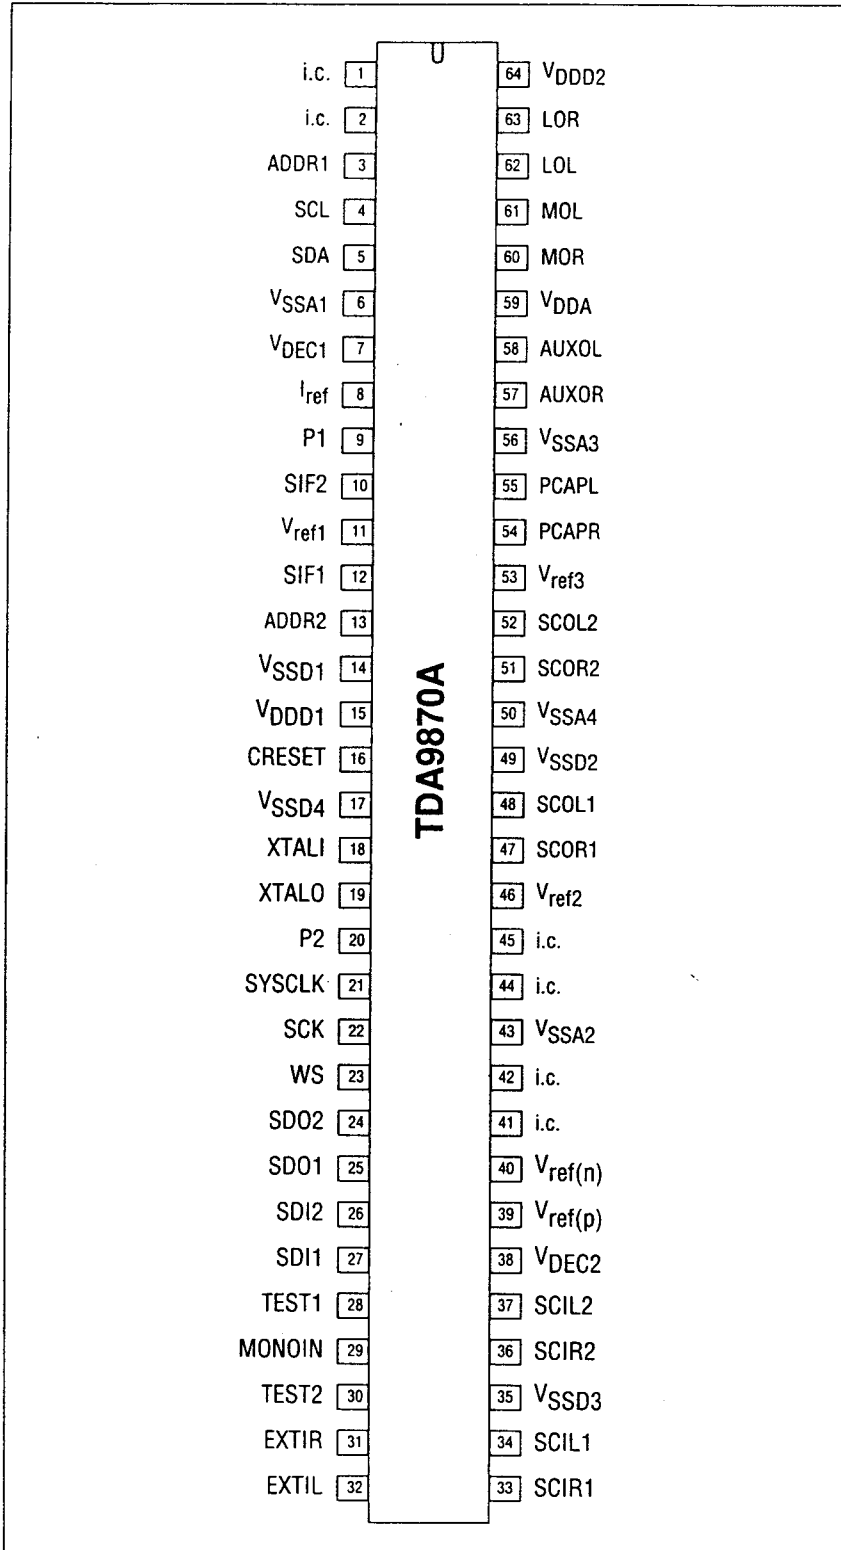 i.c. 1
i.c. 2
ADDR1 3
SCL 4
SDA 5
VSSA1 6
VDEC1 7
Iref 8
P1 9
SIF2 10
Vref1 11
SIF1 12
ADDR2 13
VSSD1 14
VDDD1 15
CRESET 16
VSSD4 17
XTALI 18
XTALO 19
P2 20
SYSCLK 21
SCK 22
WS 23
SDO2 24
SDO1 25
SDI2 26
SDI1 27
TEST1 28
MONOIN 29
TEST2 30
EXTIR 31
EXTIL 32
TDA9870A
64 VDDD2
63 LOR
62 LOL
61 MOL
60 MOR
59 VDDA
58 AUXOL
57 AUXOR
56 VSSA3
55 PCAPL
54 PCAPR
53 Vref3
52 SCOL2
51 SCOR2
50 VSSA4
49 VSSD2
48 SCOL1
47 SCOR1
46 Vref2
45 i.c.
44 i.c.
43 VSSA2
42 i.c.
41 i.c.
40 Vref(n)
39 Vref(p)
38 VDEC2
37 SCIL2
36 SCIR2
35 VSSD3
34 SCIL1
33 SCIR1